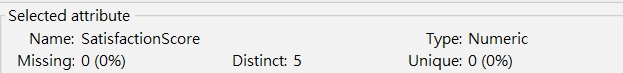 Selected attribute
Name: SatisfactionScore Type: Numeric
Missing: 0 (0%) Distinct: 5 Unique: 0 (0%)